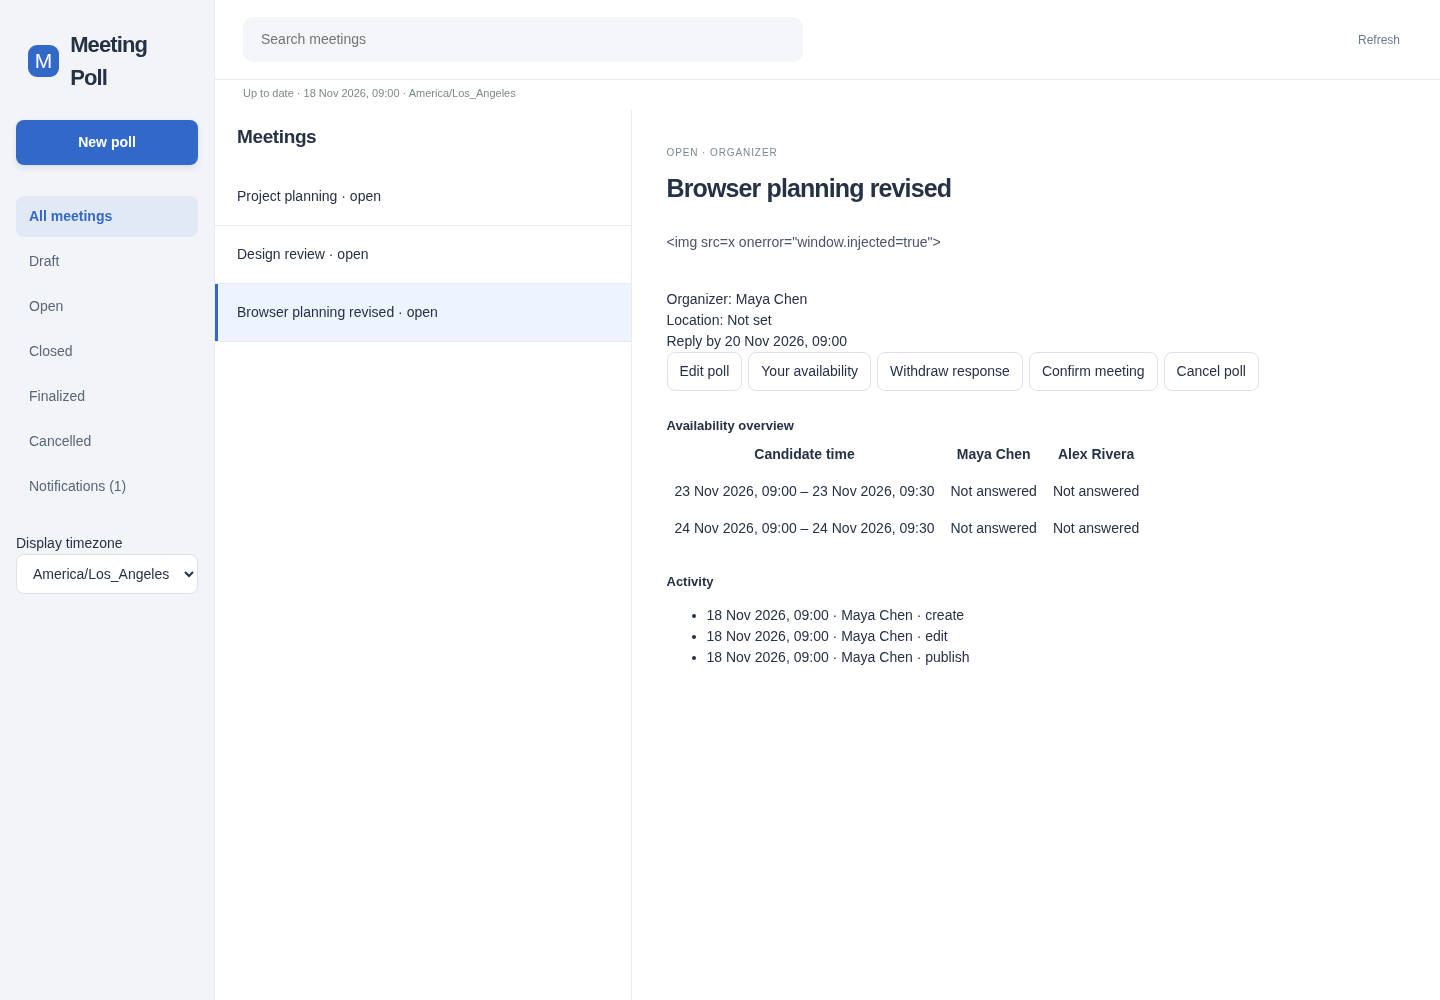 M
Meeting
Poll
New poll
All meetings
Draft
Open
Closed
Finalized
Cancelled
Notifications (1)
Display timezone
America/Los_Angeles
Search meetings
Refresh
Up to date · 18 Nov 2026, 09:00 · America/Los_Angeles
Meetings
Project planning · open
Design review · open
Browser planning revised · open
OPEN · ORGANIZER
Browser planning revised
<img src=x onerror="window.injected=true">
Organizer: Maya Chen
Location: Not set
Reply by 20 Nov 2026, 09:00
Edit poll Your availability Withdraw response Confirm meeting Cancel poll
Availability overview
Candidate time Maya Chen Alex Rivera
23 Nov 2026, 09:00 – 23 Nov 2026, 09:30 Not answered Not answered
24 Nov 2026, 09:00 – 24 Nov 2026, 09:30 Not answered Not answered
Activity
• 18 Nov 2026, 09:00 · Maya Chen · create
• 18 Nov 2026, 09:00 · Maya Chen · edit
• 18 Nov 2026, 09:00 · Maya Chen · publish